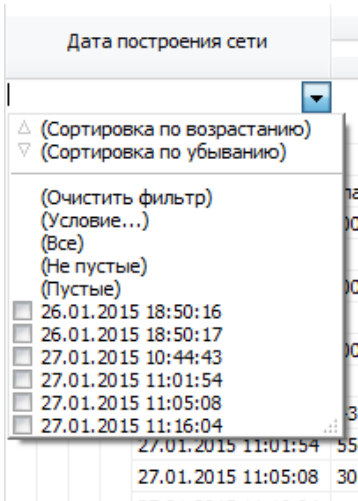 Дата построения сети
(Сортировка по возрастанию)
(Сортировка по убыванию)
(Очистить фильтр)
(Условие...)
(Все)
(Не пустые)
(Пустые)
26.01.2015 18:50:16
26.01.2015 18:50:17
27.01.2015 10:44:43
27.01.2015 11:01:54
27.01.2015 11:05:08
27.01.2015 11:16:04
27.01.2015 11:01:54 55
27.01.2015 11:05:08 30